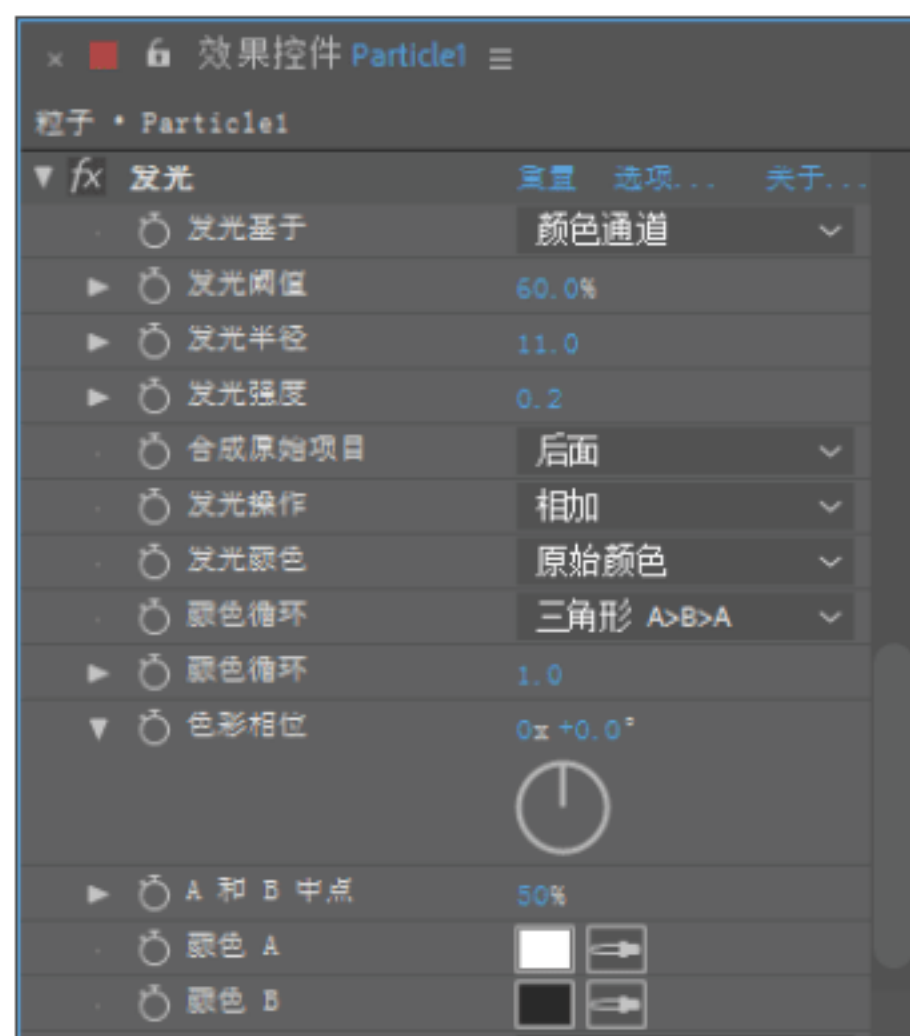 × 效果控件 Particle1 ≡
粒子 • Particle1
fx 发光 重置 选项... 关于...
发光基于 颜色通道
发光阈值 60.0%
发光半径 11.0
发光强度 0.2
合成原始项目 后面
发光操作 相加
发光颜色 原始颜色
颜色循环 三角形 A>B>A
颜色循环 1.0
色彩相位 0x+0.0°
A 和 B 中点 50%
颜色 A
颜色 B